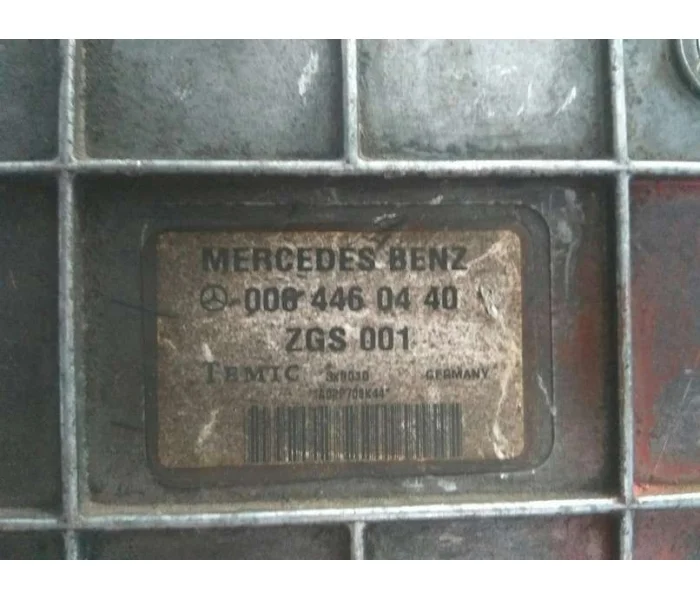 MERCEDES BENZ
006 446 04 40
ZGS 001
TEMIC GERMANY